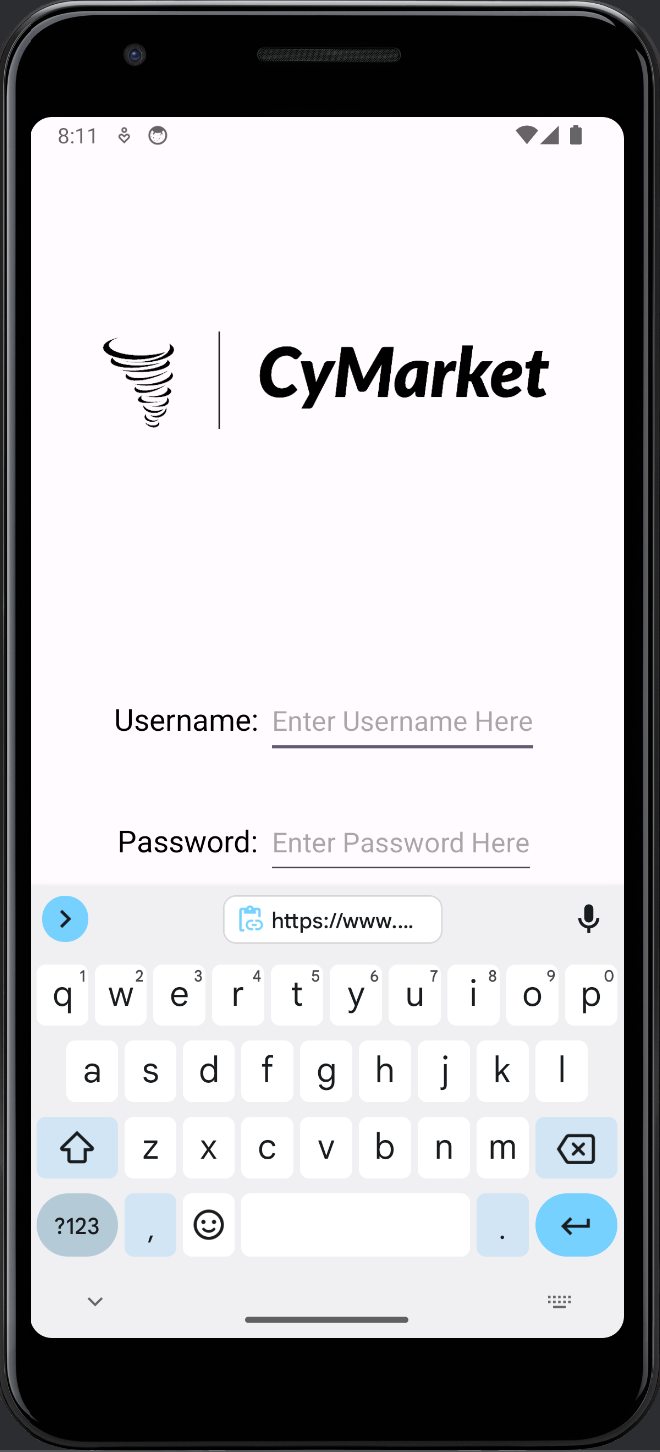 8:11
CyMarket
Username: Enter Username Here
Password: Enter Password Here
https://www....
q1 w2 e3 r4 t5 y6 u7 i8 o9 p0
a s d f g h j k l
z x c v b n m
?123 , .